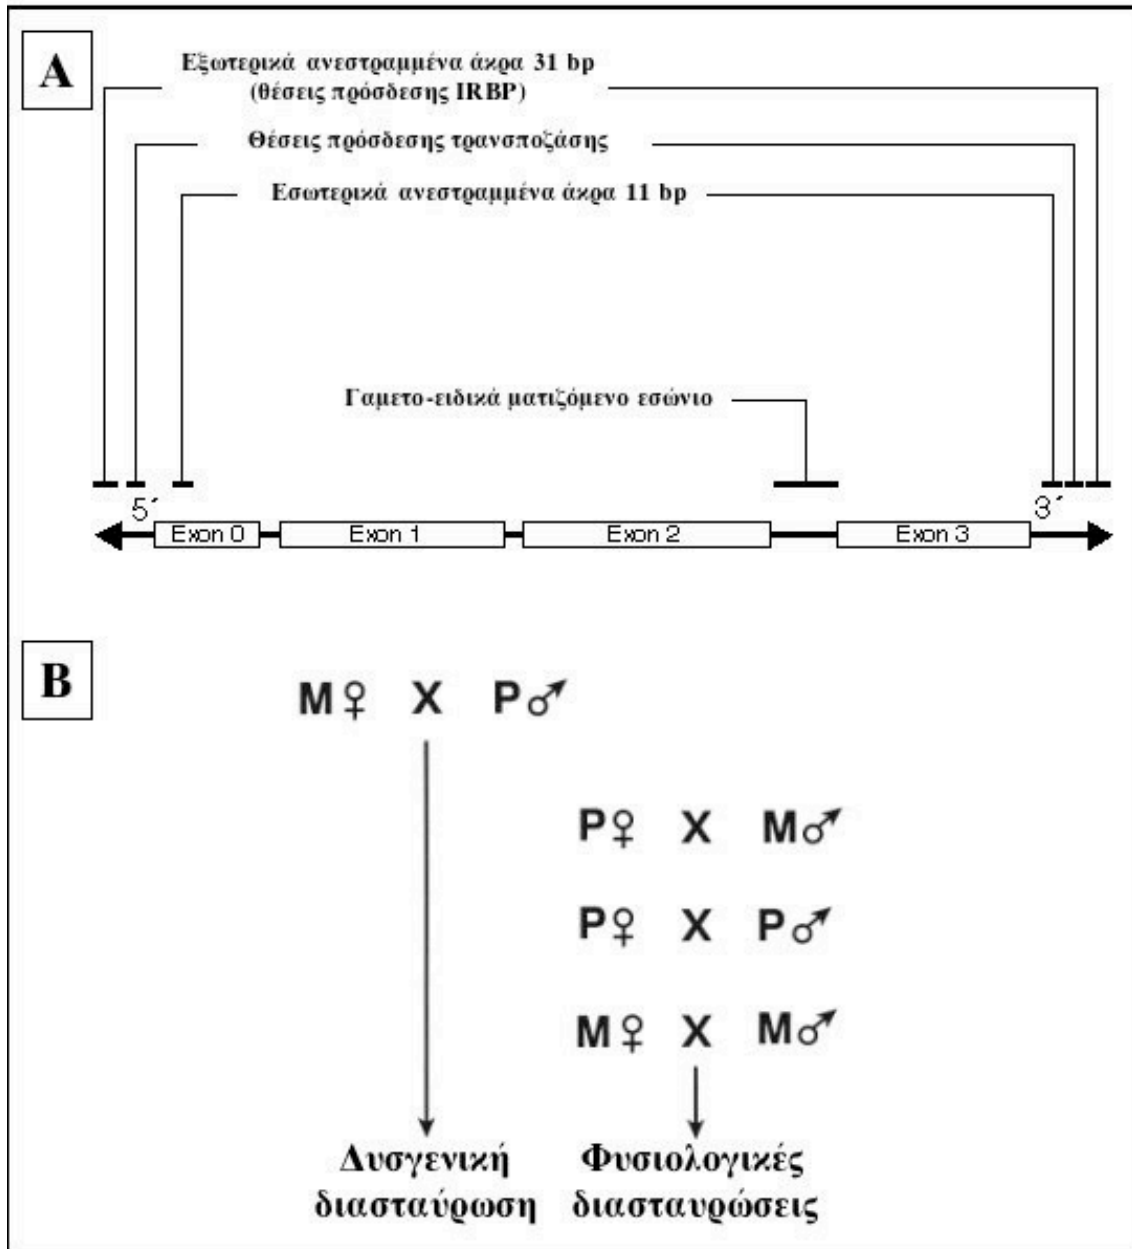 A
Εξωτερικά ανεστραμμένα άκρα 31 bp
(θέσεις πρόσδεσης IRBP)
Θέσεις πρόσδεσης τρανσποζάσης
Εσωτερικά ανεστραμμένα άκρα 11 bp
Γαμετο-ειδικά ματιζόμενο εσώνιο
5´ 3´
Exon 0 Exon 1 Exon 2 Exon 3
B
M♀ X P♂
P♀ X M♂
P♀ X P♂
M♀ X M♂
Δυσγενική
διασταύρωση
Φυσιολογικές
διασταυρώσεις